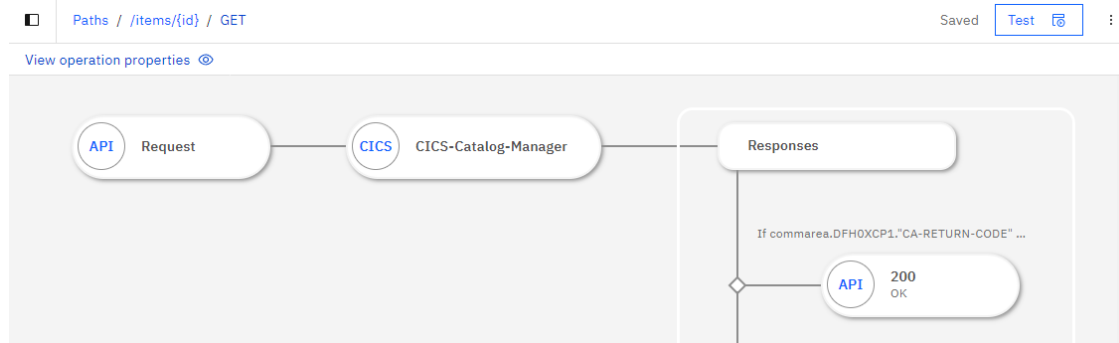 Paths / /items/{id} / GET
Saved
Test
View operation properties
API
Request
CICS
CICS-Catalog-Manager
Responses
If commarea.DFH0XCP1."CA-RETURN-CODE" ...
API
200
OK